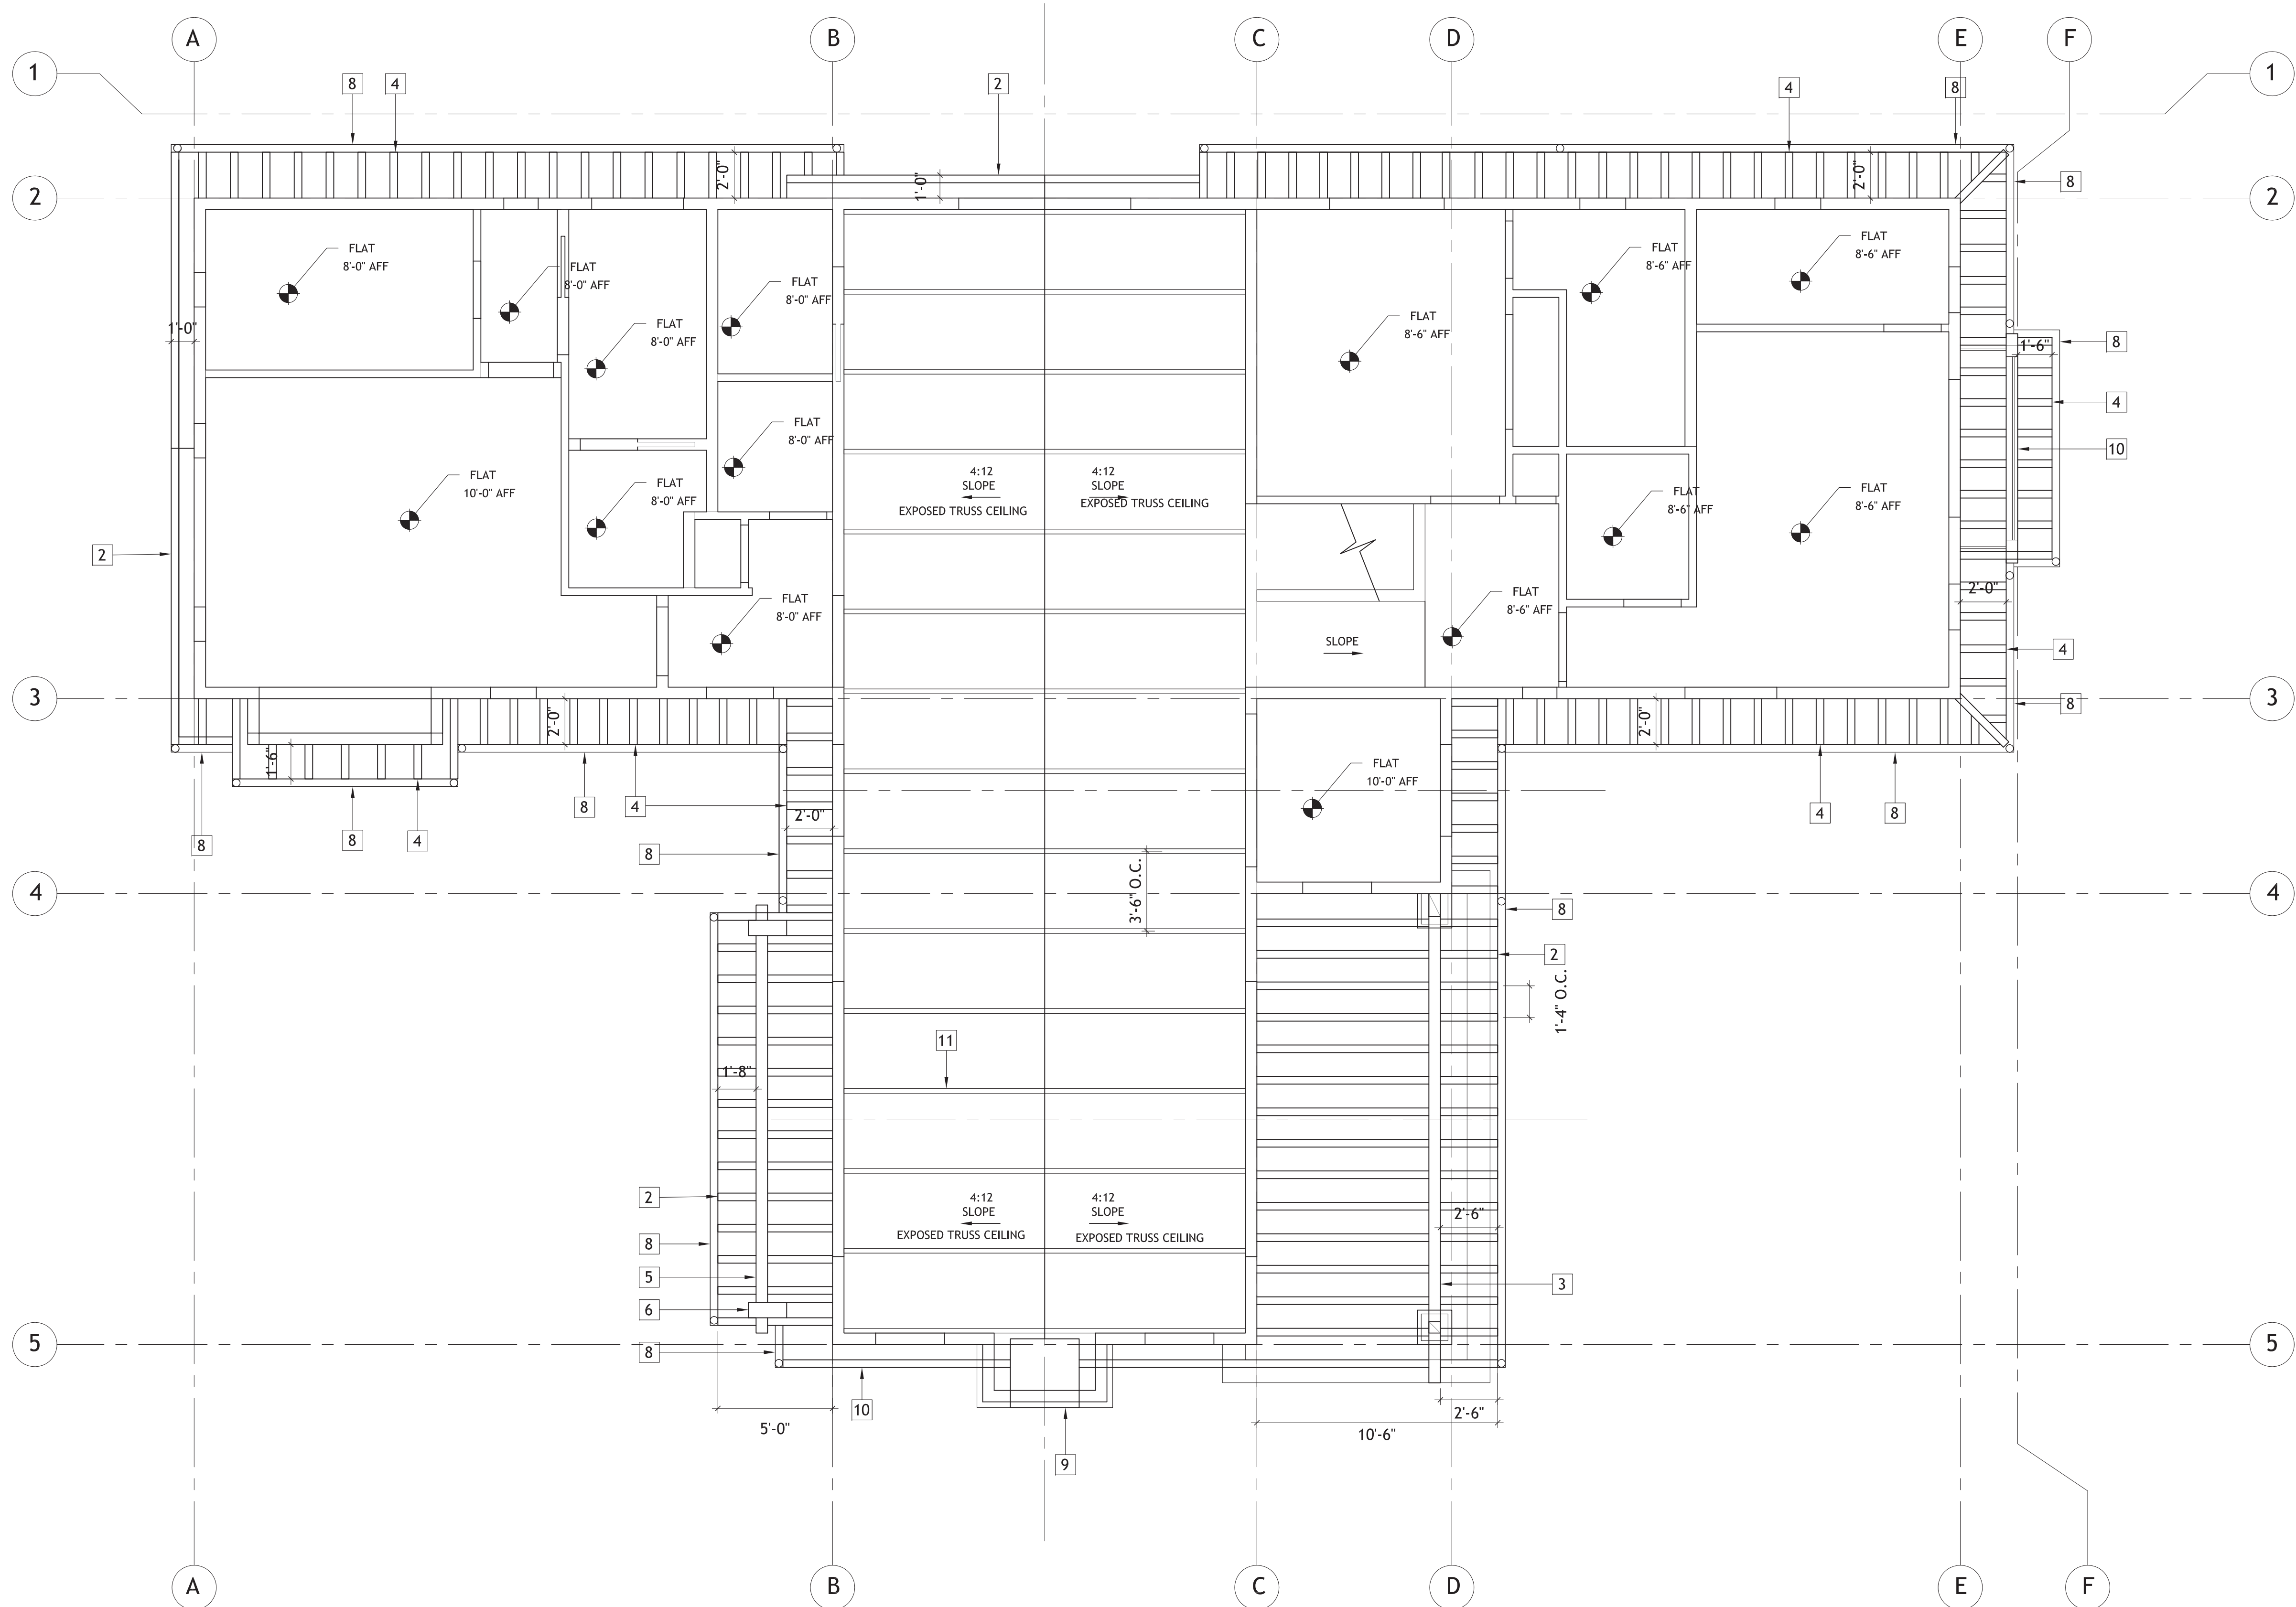 A
B
C
D
E
F
1
1
8
4
2
4
8
2'-0"
1'-0"
2'-0"
8
2
2
FLAT
8'-0" AFF
FLAT
8'-0" AFF
FLAT
8'-0" AFF
FLAT
8'-6" AFF
FLAT
8'-6" AFF
1'-0"
FLAT
8'-0" AFF
FLAT
8'-6" AFF
8
1'-6"
4
FLAT
8'-0" AFF
10
FLAT
10'-0" AFF
FLAT
8'-0" AFF
4:12
SLOPE
EXPOSED TRUSS CEILING
4:12
SLOPE
EXPOSED TRUSS CEILING
FLAT
8'-6" AFF
FLAT
8'-6" AFF
2
FLAT
8'-0" AFF
FLAT
8'-6" AFF
2'-0"
SLOPE
4
3
3
8
2'-0"
2'-0"
1'-6"
FLAT
10'-0" AFF
8
8
8
4
4
2'-0"
4
8
8
3'-6" O.C.
4
4
8
2
1'-4" O.C.
11
1'-8"
2
4:12
SLOPE
EXPOSED TRUSS CEILING
4:12
SLOPE
EXPOSED TRUSS CEILING
2'-6"
8
5
3
6
5
5
8
10
5'-0"
2'-6"
10'-6"
9
A
B
C
D
E
F